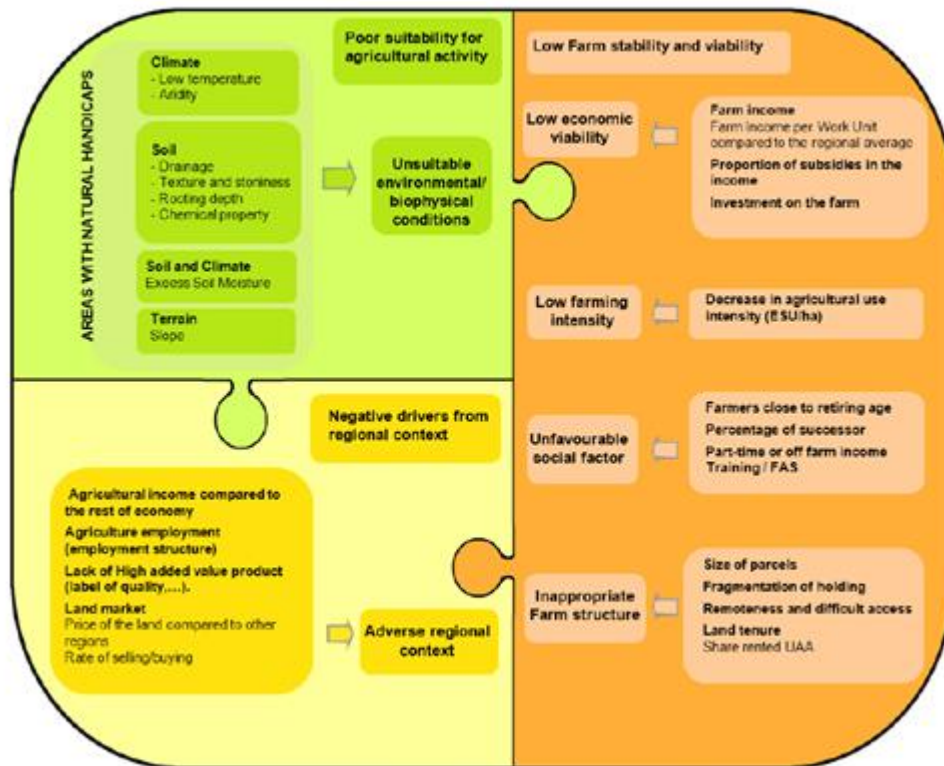 AREAS WITH NATURAL HANDICAPS
Poor suitability for
agricultural activity
Climate
- Low temperature
- Aridity
Soil
- Drainage
- Texture and stoniness
- Rooting depth
- Chemical property
Soil and Climate
Excess Soil Moisture
Terrain
Slope
Unsuitable
environmental/
biophysical
conditions
Low Farm stability and viability
Low economic
viability
Farm income
Farm Income per Work Unit
compared to the regional average
Proportion of subsidies in the
income
Investment on the farm
Low farming
intensity
Decrease in agricultural use
intensity (ESU/ha)
Unfavourable
social factor
Farmers close to retiring age
Percentage of successor
Part-time or off farm income
Training / FAS
Inappropriate
Farm structure
Size of parcels
Fragmentation of holding
Remoteness and difficult access
Land tenure
Share rented UAA
Negative drivers from
regional context
Agricultural income compared to
the rest of economy
Agriculture employment
(employment structure)
Lack of High added value product
(label of quality,...).
Land market
Price of the land compared to other
regions
Rate of selling/buying
Adverse regional
context